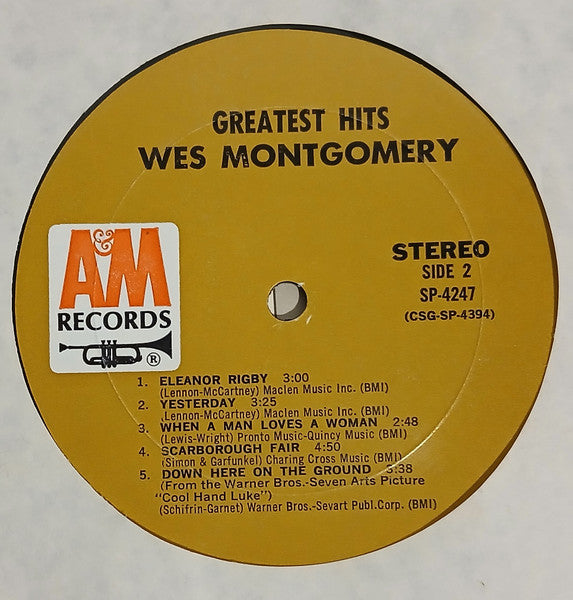 GREATEST HITS
WES MONTGOMERY
A&M
RECORDS
®
STEREO
SIDE 2
SP-4247
(CSG-SP-4394)
1. ELEANOR RIGBY 3:00
(Lennon-McCartney) Maclen Music Inc. (BMI)
2. YESTERDAY 3:25
(Lennon-McCartney) Maclen Music Inc. (BMI)
3. WHEN A MAN LOVES A WOMAN 2:48
(Lewis-Wright) Pronto Music-Quincy Music (BMI)
4. SCARBOROUGH FAIR 4:50
(Simon & Garfunkel) Charing Cross Music (BMI)
5. DOWN HERE ON THE GROUND 3:38
(From the Warner Bros.-Seven Arts Picture
"Cool Hand Luke")
(Schifrin-Garnet) Warner Bros.-Sevart Publ.Corp. (BMI)